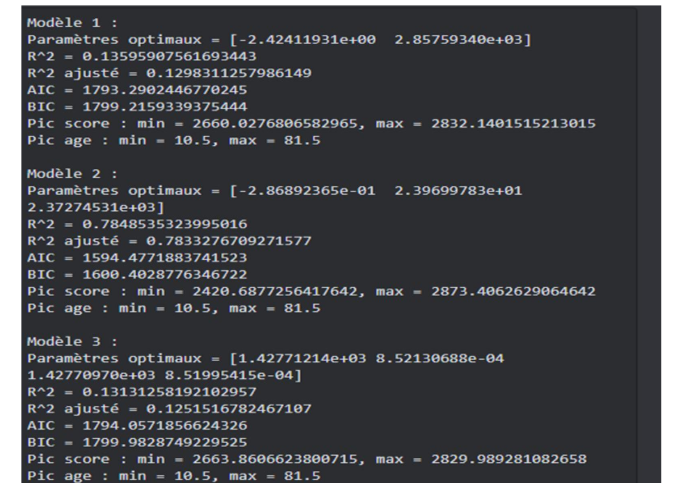 Modèle 1 :
Paramètres optimaux = [-2.42411931e+00  2.85759340e+03]
R^2 = 0.13595907561693443
R^2 ajusté = 0.1298311257986149
AIC = 1793.2902446770245
BIC = 1799.2159339375444
Pic score : min = 2660.0276806582965, max = 2832.1401515213015
Pic age : min = 10.5, max = 81.5
Modèle 2 :
Paramètres optimaux = [-2.86892365e-01  2.39699783e+01
2.37274531e+03]
R^2 = 0.7848535323995016
R^2 ajusté = 0.7833276709271577
AIC = 1594.4771883741523
BIC = 1600.4028776346722
Pic score : min = 2420.6877256417642, max = 2873.4062629064642
Pic age : min = 10.5, max = 81.5
Modèle 3 :
Paramètres optimaux = [1.42771214e+03 8.52130688e-04
1.42770970e+03 8.51995415e-04]
R^2 = 0.13131258192102957
R^2 ajusté = 0.1251516782467107
AIC = 1794.0571856624326
BIC = 1799.9828749229525
Pic score : min = 2663.8606623800715, max = 2829.989281082658
Pic age : min = 10.5, max = 81.5